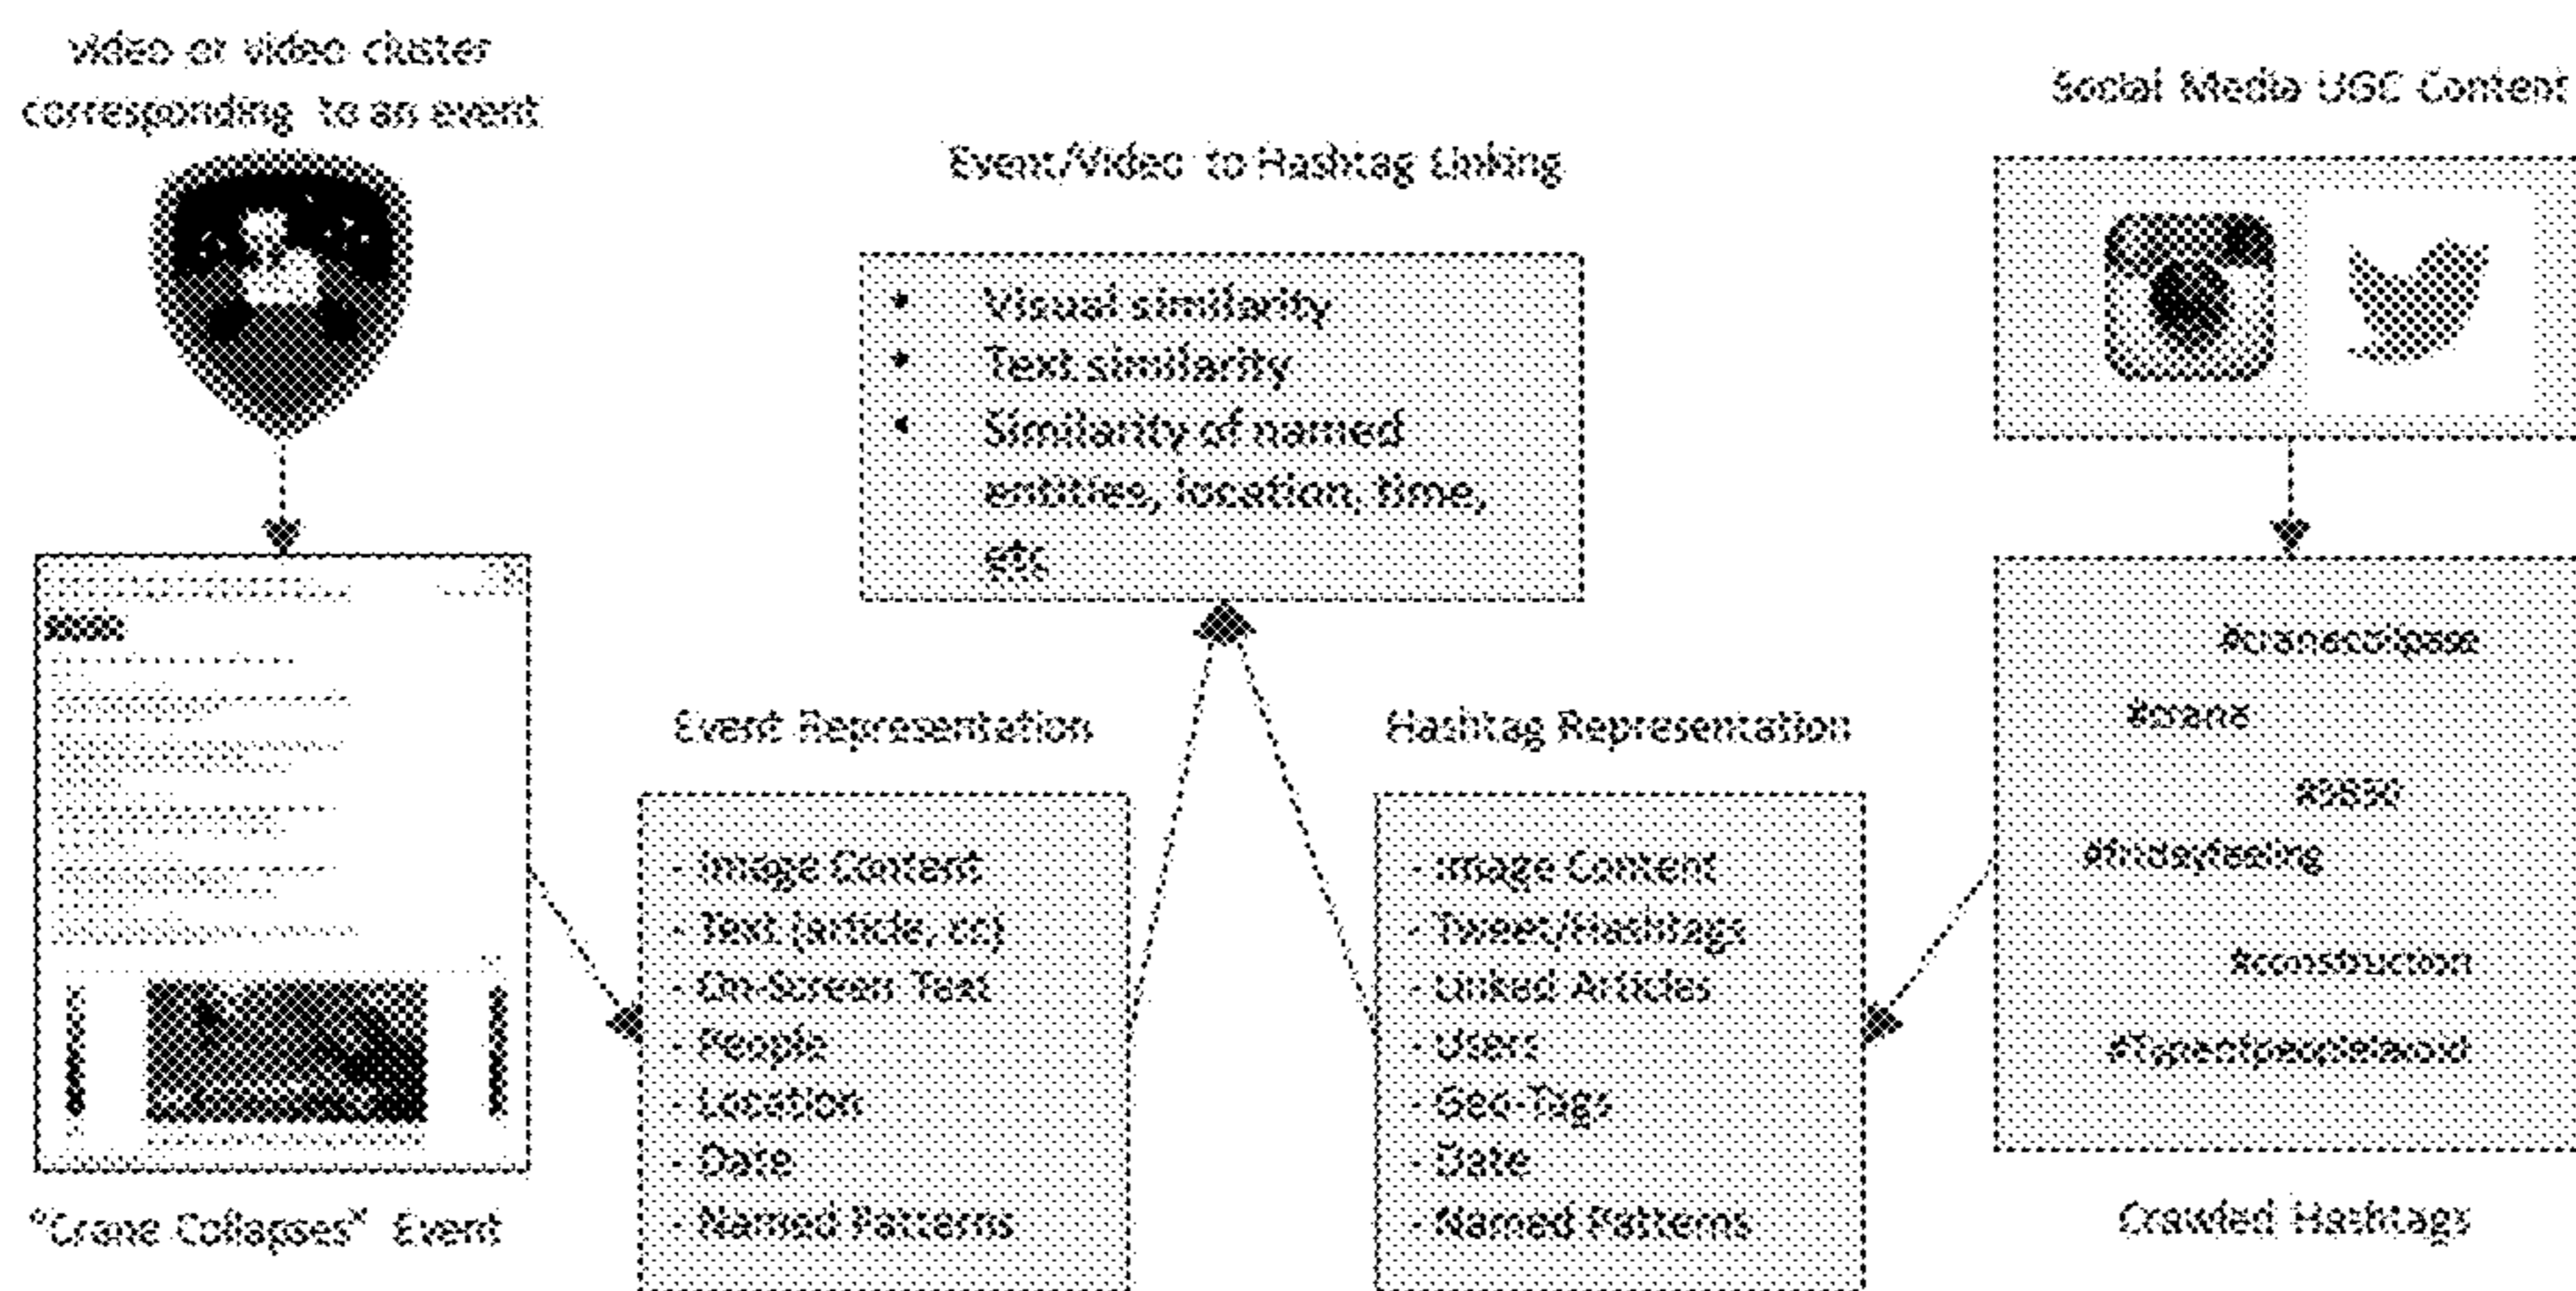 Video or video cluster
corresponding to an event
"Crane Collapses" Event
Event/Video to Hashtag Linking
• Visual similarity
• Text similarity
• Similarity of named
entities, location, time,
etc
Event Representation
- Image Content
- Text (article, cc)
- On-Screen Text
- People
- Location
- Date
- Named Patterns
Hashtag Representation
- Image Content
- Tweet/Hashtags
- Linked Articles
- Users
- Geo-Tags
- Date
- Named Patterns
Social Media UGC Content
#cranecollpase
#crane
#fridayfeeling
#construction
Crawled Hashtags